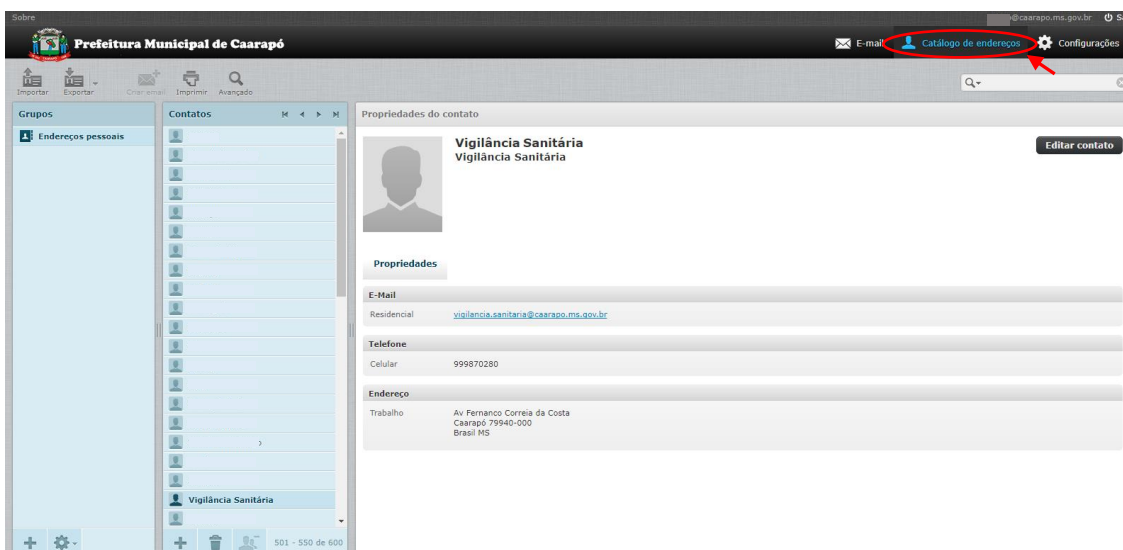 Sobre
@caarapo.ms.gov.br
Prefeitura Municipal de Caarapó
E-mail
Catálogo de endereços
Configurações
Importar
Exportar
Criar email
Imprimir
Avançado
Grupos
Contatos
Propriedades do contato
Endereços pessoais
Vigilância Sanitária
Vigilância Sanitária
Editar contato
Propriedades
E-Mail
Residencial vigilancia.sanitaria@caarapo.ms.gov.br
Telefone
Celular 999870280
Endereço
Trabalho Av Fernanco Correia da Costa
Caarapó 79940-000
Brasil MS
Vigilância Sanitária
501 - 550 de 600